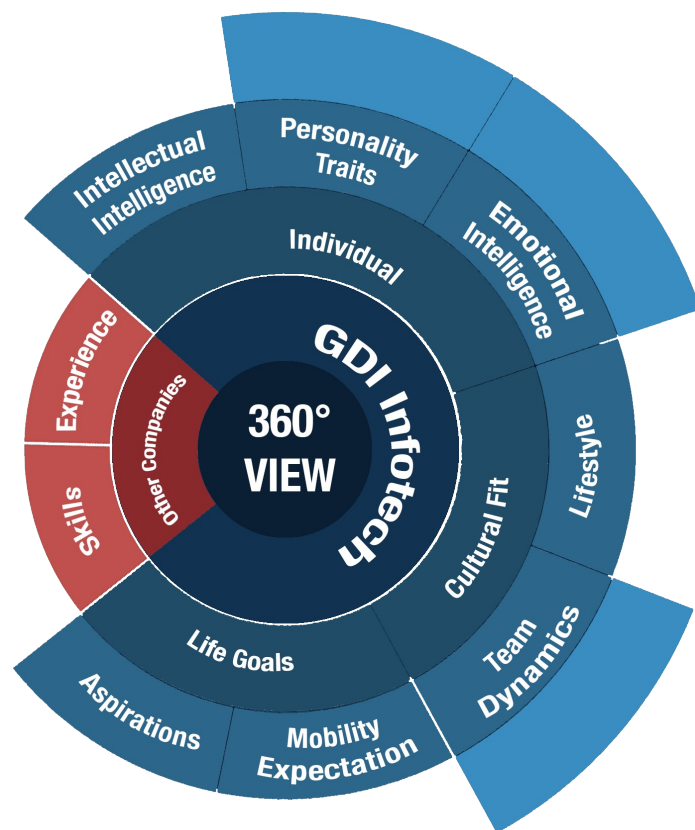 360°
VIEW
GDI Infotech
Other Companies
Individual
Cultural Fit
Life Goals
Intellectual
Intelligence
Personality
Traits
Emotional
Intelligence
Lifestyle
Team
Dynamics
Mobility
Expectation
Aspirations
Skills
Experience